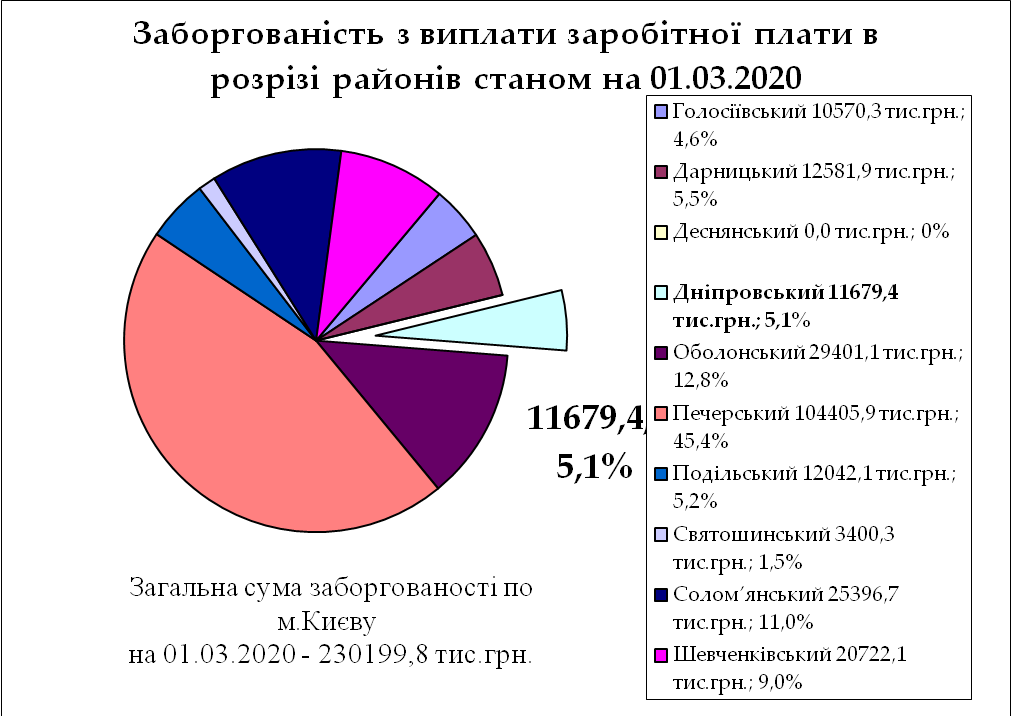 Заборгованість з виплати заробітної плати в
розрізі районів станом на 01.03.2020
Голосіївський 10570,3 тис.грн.;
4,6%
Дарницький 12581,9 тис.грн.;
5,5%
Деснянський 0,0 тис.грн.; 0%
Дніпровський 11679,4
тис.грн.; 5,1%
Оболонський 29401,1 тис.грн.;
12,8%
Печерський 104405,9 тис.грн.;
45,4%
Подільський 12042,1 тис.грн.;
5,2%
Святошинський 3400,3
тис.грн.; 1,5%
Солом´янський 25396,7
тис.грн.; 11,0%
Шевченківський 20722,1
тис.грн.; 9,0%
11679,4;
5,1%
Загальна сума заборгованості по
м.Києву
на 01.03.2020 - 230199,8 тис.грн.